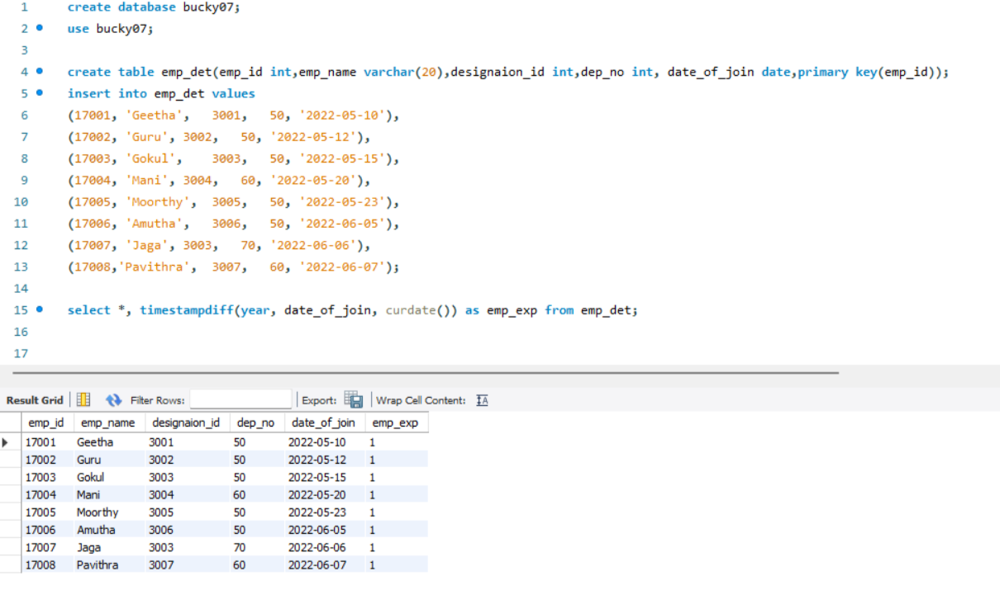 1 create database bucky07;
2 use bucky07;
3
4 create table emp_det(emp_id int,emp_name varchar(20),designaion_id int,dep_no int, date_of_join date,primary key(emp_id));
5 insert into emp_det values
6 (17001, 'Geetha', 3001, 50, '2022-05-10'),
7 (17002, 'Guru', 3002, 50, '2022-05-12'),
8 (17003, 'Gokul', 3003, 50, '2022-05-15'),
9 (17004, 'Mani', 3004, 60, '2022-05-20'),
10 (17005, 'Moorthy', 3005, 50, '2022-05-23'),
11 (17006, 'Amutha', 3006, 50, '2022-06-05'),
12 (17007, 'Jaga', 3003, 70, '2022-06-06'),
13 (17008,'Pavithra', 3007, 60, '2022-06-07');
14
15 select *, timestampdiff(year, date_of_join, curdate()) as emp_exp from emp_det;
16
17
Result Grid Filter Rows: Export: Wrap Cell Content: IA
emp_id emp_name designaion_id dep_no date_of_join emp_exp
17001 Geetha 3001 50 2022-05-10 1
17002 Guru 3002 50 2022-05-12 1
17003 Gokul 3003 50 2022-05-15 1
17004 Mani 3004 60 2022-05-20 1
17005 Moorthy 3005 50 2022-05-23 1
17006 Amutha 3006 50 2022-06-05 1
17007 Jaga 3003 70 2022-06-06 1
17008 Pavithra 3007 60 2022-06-07 1